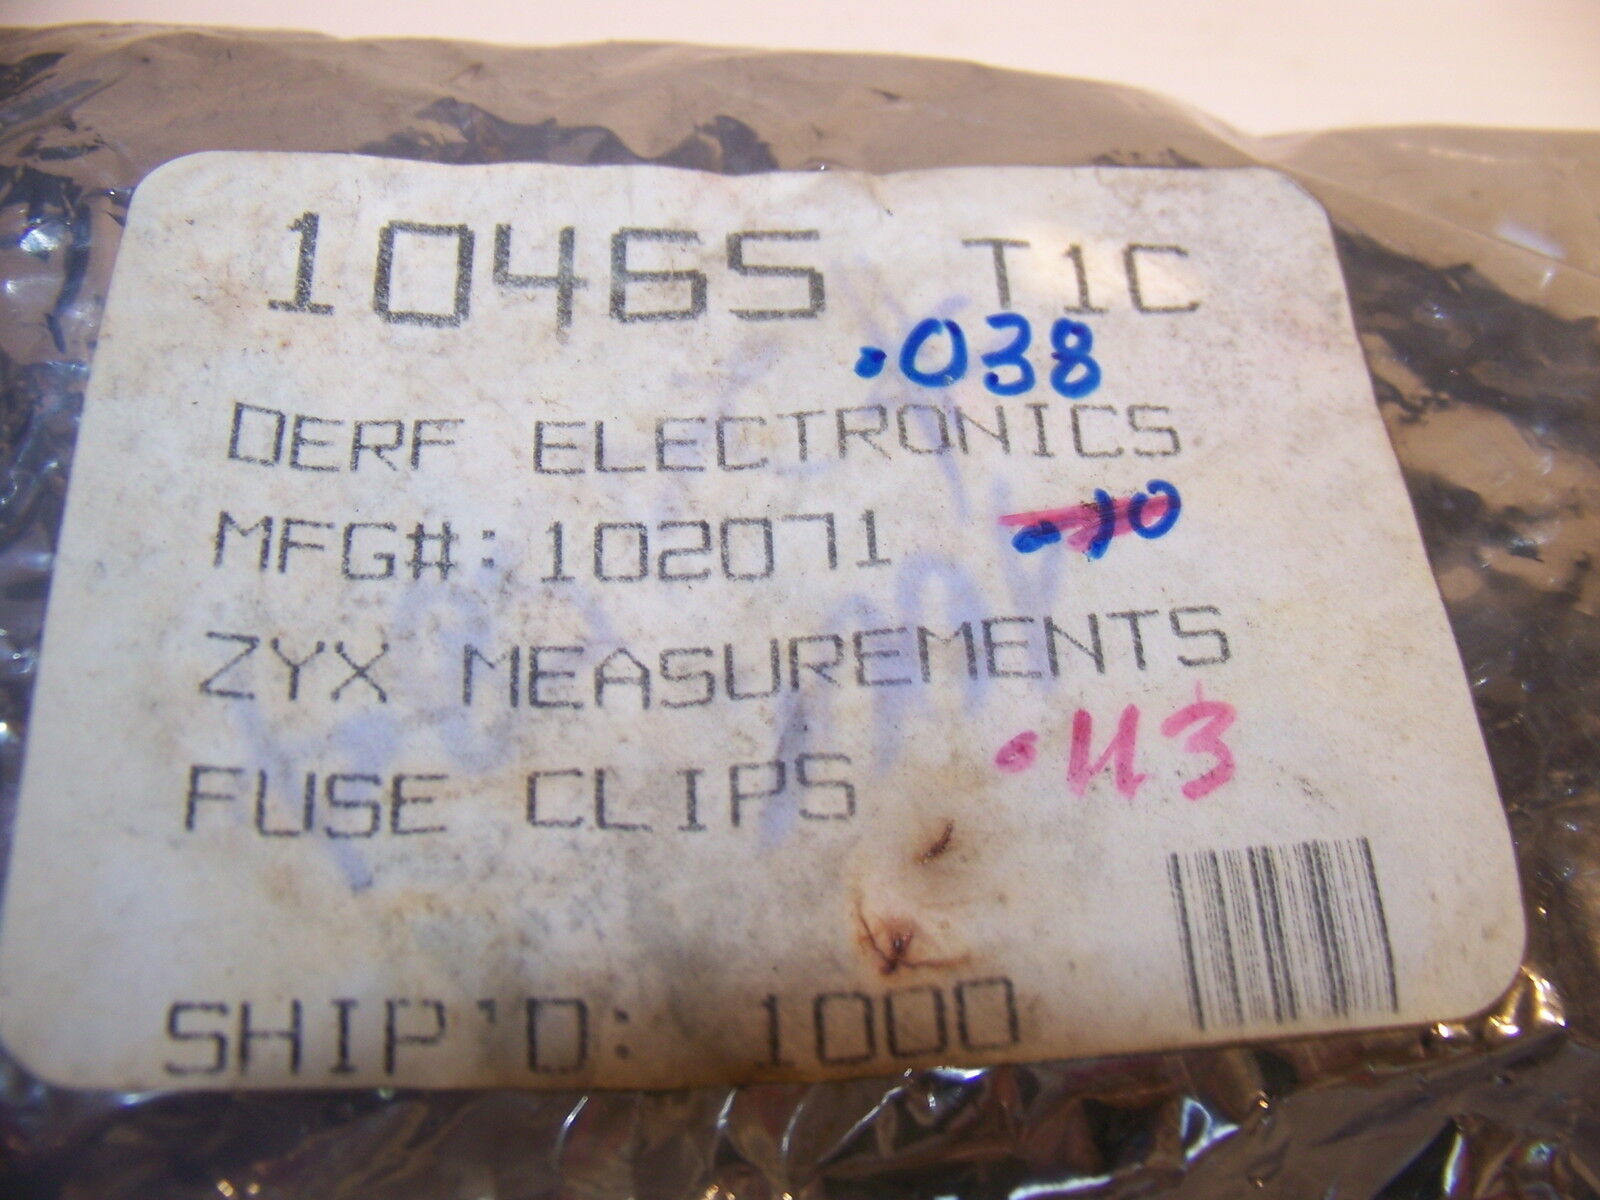 10465 T1C
.038
DERF ELECTRONICS
MFG#: 102071 .10
ZYX MEASUREMENTS
.113
FUSE CLIPS
SHIP'D: 1000